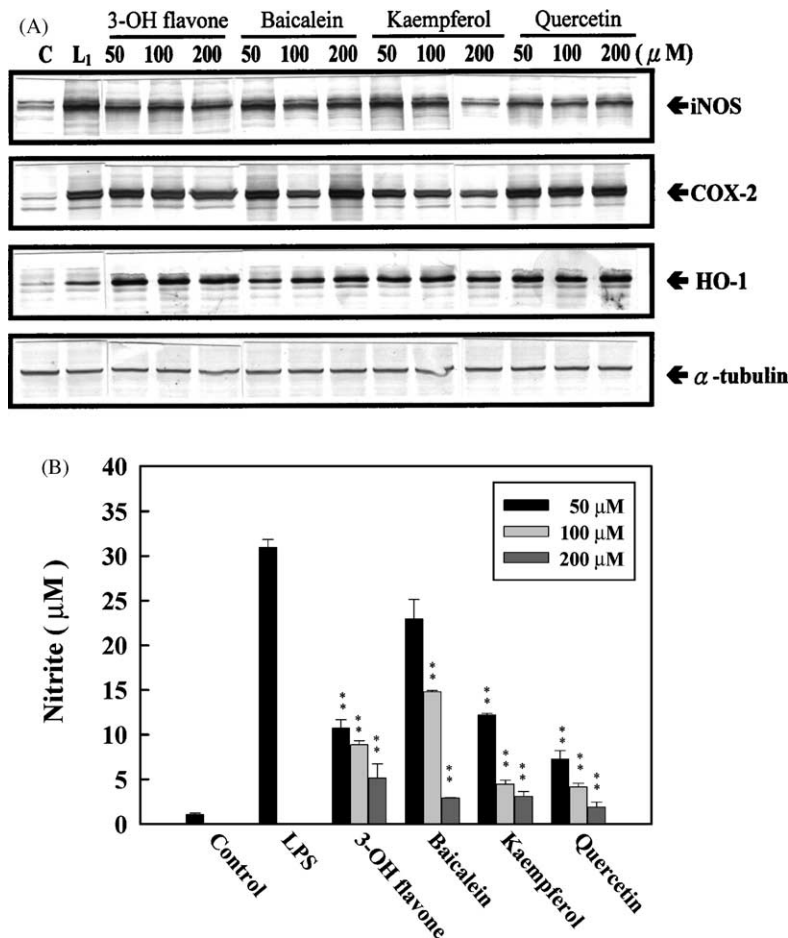 (A)
3-OH flavone Baicalein Kaempferol Quercetin
C L1 50 100 200 50 100 200 50 100 200 50 100 200 (μM)
←iNOS
←COX-2
←HO-1
←α-tubulin
(B)
40
35
30
25
20
15
10
5
0
Nitrite (μM)
50 μM
100 μM
200 μM
**
**
**
**
**
**
**
**
**
**
**
Control
LPS
3-OH flavone
Baicalein
Kaempferol
Quercetin